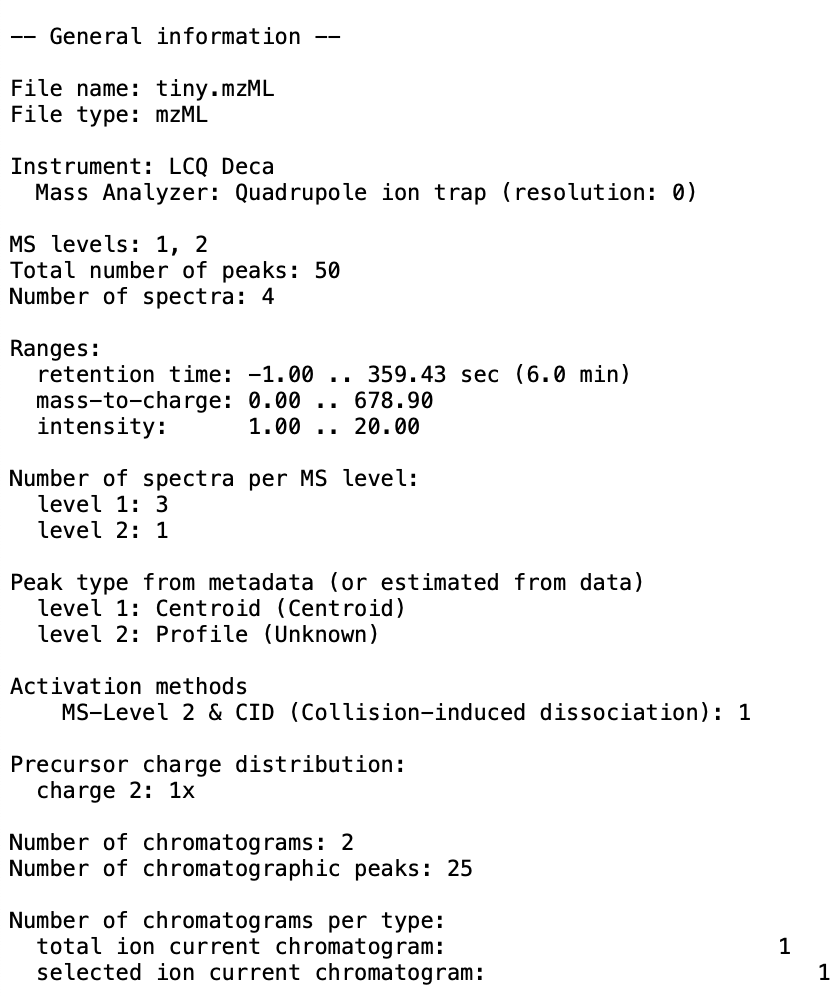 -- General information --
File name: tiny.mzML
File type: mzML
Instrument: LCQ Deca
Mass Analyzer: Quadrupole ion trap (resolution: 0)
MS levels: 1, 2
Total number of peaks: 50
Number of spectra: 4
Ranges:
retention time: -1.00 .. 359.43 sec (6.0 min)
mass-to-charge: 0.00 .. 678.90
intensity: 1.00 .. 20.00
Number of spectra per MS level:
level 1: 3
level 2: 1
Peak type from metadata (or estimated from data)
level 1: Centroid (Centroid)
level 2: Profile (Unknown)
Activation methods
MS-Level 2 & CID (Collision-induced dissociation): 1
Precursor charge distribution:
charge 2: 1x
Number of chromatograms: 2
Number of chromatographic peaks: 25
Number of chromatograms per type:
total ion current chromatogram: 1
selected ion current chromatogram: 1